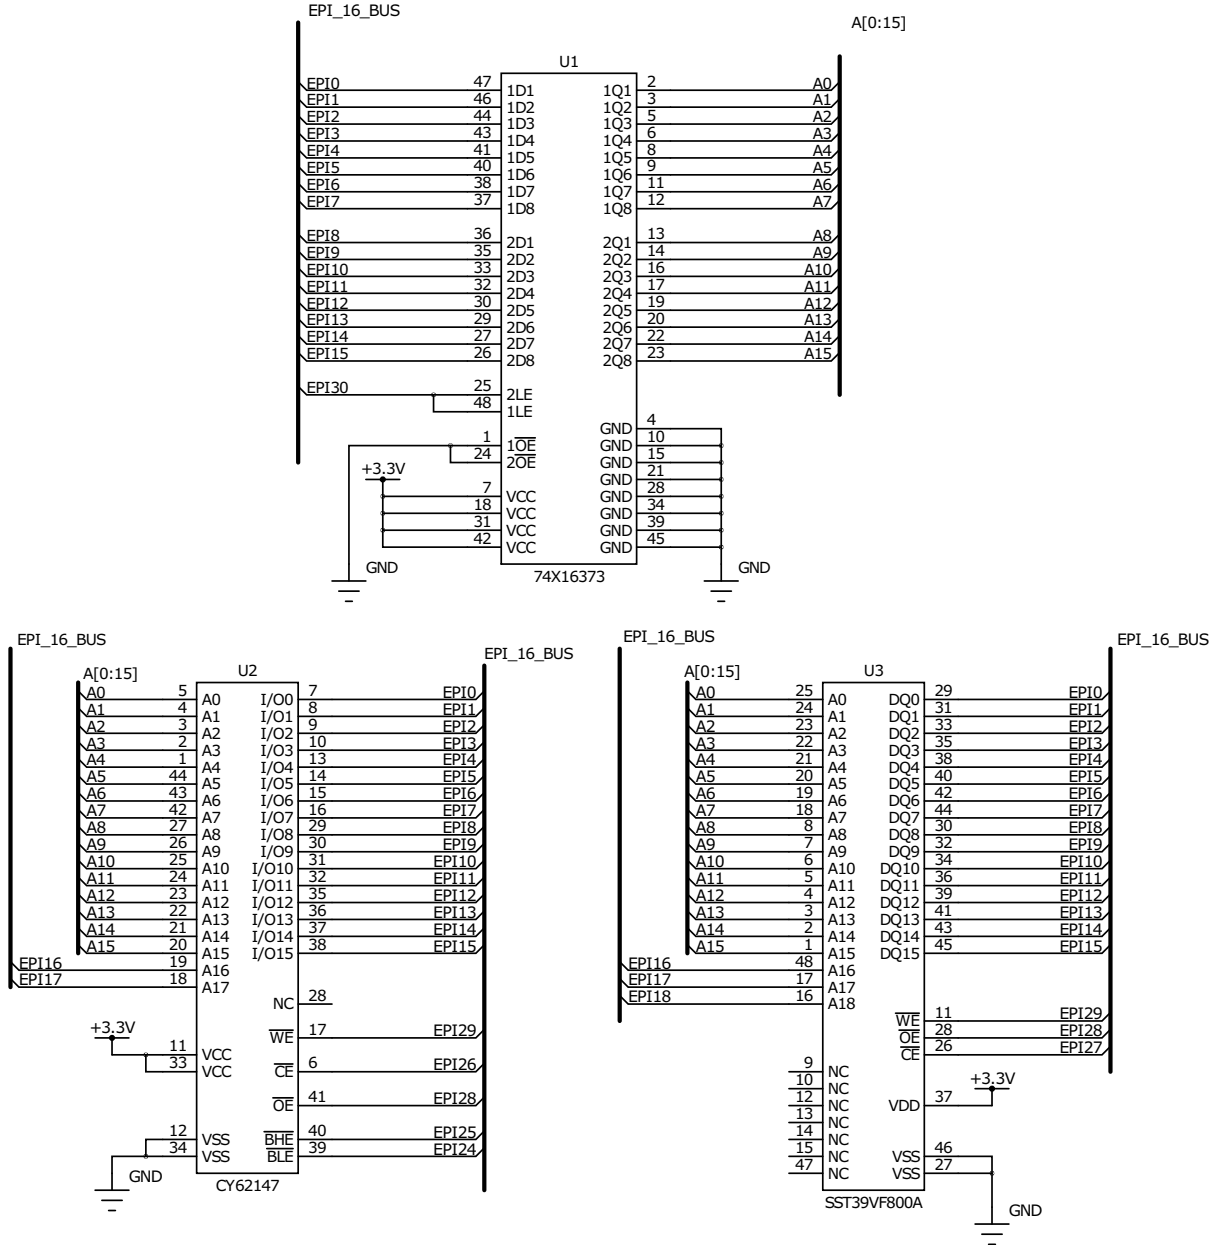 EPI_16_BUS
A[0:15]
U1
EPI0 47 1D1 1Q1 2 A0
EPI1 46 1D2 1Q2 3 A1
EPI2 44 1D3 1Q3 5 A2
EPI3 43 1D4 1Q4 6 A3
EPI4 41 1D5 1Q5 8 A4
EPI5 40 1D6 1Q6 9 A5
EPI6 38 1D7 1Q7 11 A6
EPI7 37 1D8 1Q8 12 A7
EPI8 36 2D1 2Q1 13 A8
EPI9 35 2D2 2Q2 14 A9
EPI10 33 2D3 2Q3 16 A10
EPI11 32 2D4 2Q4 17 A11
EPI12 30 2D5 2Q5 19 A12
EPI13 29 2D6 2Q6 20 A13
EPI14 27 2D7 2Q7 22 A14
EPI15 26 2D8 2Q8 23 A15
EPI30 25 2LE
48 1LE
GND 4
1 1OE GND 10
24 2OE GND 15
+3.3V GND 21
7 VCC GND 28
18 VCC GND 34
31 VCC GND 39
42 VCC GND 45
GND GND
74X16373
EPI_16_BUS
EPI_16_BUS
A[0:15]
U2
A0 5 A0 I/O0 7 EPI0
A1 4 A1 I/O1 8 EPI1
A2 3 A2 I/O2 9 EPI2
A3 2 A3 I/O3 10 EPI3
A4 1 A4 I/O4 13 EPI4
A5 44 A5 I/O5 14 EPI5
A6 43 A6 I/O6 15 EPI6
A7 42 A7 I/O7 16 EPI7
A8 27 A8 I/O8 29 EPI8
A9 26 A9 I/O9 30 EPI9
A10 25 A10 I/O10 31 EPI10
A11 24 A11 I/O11 32 EPI11
A12 23 A12 I/O12 35 EPI12
A13 22 A13 I/O13 36 EPI13
A14 21 A14 I/O14 37 EPI14
A15 20 A15 I/O15 38 EPI15
EPI16 19 A16
EPI17 18 A17
NC 28
+3.3V WE 17 EPI29
11 VCC
33 VCC CE 6 EPI26
OE 41 EPI28
12 VSS BHE 40 EPI25
34 VSS BLE 39 EPI24
GND
CY62147
EPI_16_BUS
EPI_16_BUS
A[0:15]
U3
A0 25 A0 DQ0 29 EPI0
A1 24 A1 DQ1 31 EPI1
A2 23 A2 DQ2 33 EPI2
A3 22 A3 DQ3 35 EPI3
A4 21 A4 DQ4 38 EPI4
A5 20 A5 DQ5 40 EPI5
A6 19 A6 DQ6 42 EPI6
A7 18 A7 DQ7 44 EPI7
A8 8 A8 DQ8 30 EPI8
A9 7 A9 DQ9 32 EPI9
A10 6 A10 DQ10 34 EPI10
A11 5 A11 DQ11 36 EPI11
A12 4 A12 DQ12 39 EPI12
A13 3 A13 DQ13 41 EPI13
A14 2 A14 DQ14 43 EPI14
A15 1 A15 DQ15 45 EPI15
EPI16 48 A16
EPI17 17 A17
EPI18 16 A18
WE 11 EPI29
OE 28 EPI28
CE 26 EPI27
9 NC
10 NC +3.3V
12 NC VDD 37
13 NC
14 NC
15 NC VSS 46
47 NC VSS 27
SST39VF800A
GND